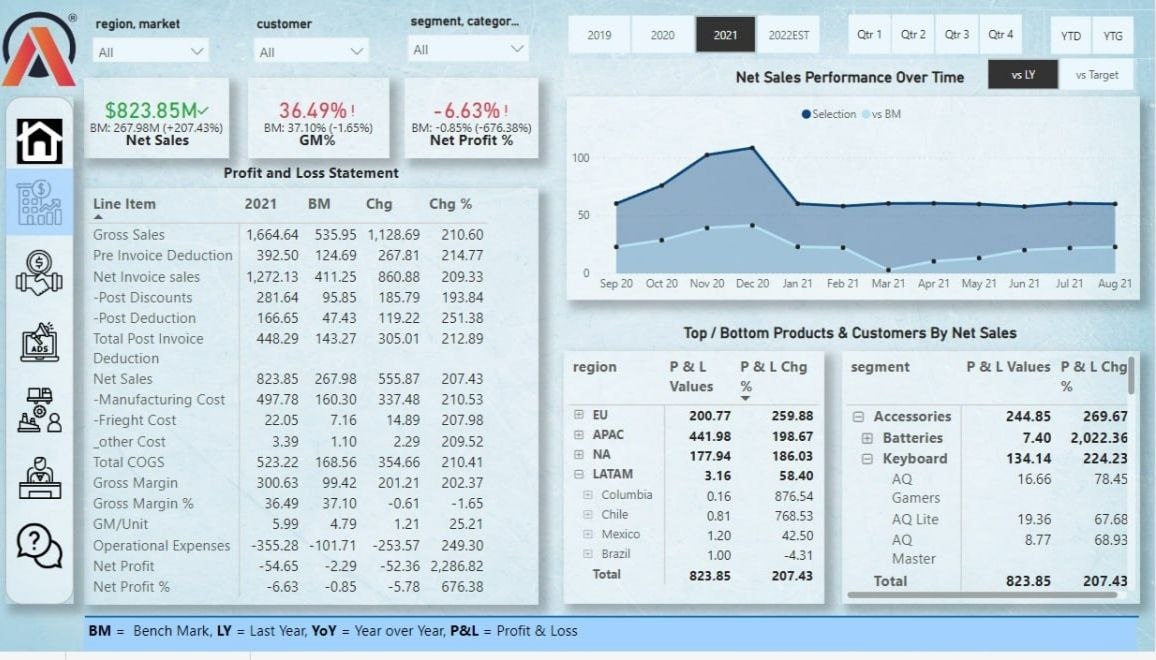 region, market
customer
segment, categor...
All
All
All
2019 2020 2021 2022EST
Qtr 1 Qtr 2 Qtr 3 Qtr 4
YTD YTG
$823.85M
BM: 267.98M (+207.43%)
Net Sales
36.49% !
BM: 37.10% (-1.65%)
GM%
-6.63% !
BM: -0.85% (-676.38%)
Net Profit %
Net Sales Performance Over Time
vs LY vs Target
Selection vs BM
100
50
0
Sep 20 Oct 20 Nov 20 Dec 20 Jan 21 Feb 21 Mar 21 Apr 21 May 21 Jun 21 Jul 21 Aug 21
ADS
Profit and Loss Statement
Line Item 2021 BM Chg Chg %
Gross Sales 1,664.64 535.95 1,128.69 210.60
Pre Invoice Deduction 392.50 124.69 267.81 214.77
Net Invoice sales 1,272.13 411.25 860.88 209.33
-Post Discounts 281.64 95.85 185.79 193.84
-Post Deduction 166.65 47.43 119.22 251.38
Total Post Invoice
Deduction 448.29 143.27 305.01 212.89
Net Sales 823.85 267.98 555.87 207.43
-Manufacturing Cost 497.78 160.30 337.48 210.53
-Frieght Cost 22.05 7.16 14.89 207.98
_other Cost 3.39 1.10 2.29 209.52
Total COGS 523.22 168.56 354.66 210.41
Gross Margin 300.63 99.42 201.21 202.37
Gross Margin % 36.49 37.10 -0.61 -1.65
GM/Unit 5.99 4.79 1.21 25.21
Operational Expenses -355.28 -101.71 -253.57 249.30
Net Profit -54.65 -2.29 -52.36 2,286.82
Net Profit % -6.63 -0.85 -5.78 676.38
Top / Bottom Products & Customers By Net Sales
region P & L Values P & L Chg %
EU 200.77 259.88
APAC 441.98 198.67
NA 177.94 186.03
LATAM 3.16 58.40
Columbia 0.16 876.54
Chile 0.81 768.53
Mexico 1.20 42.50
Brazil 1.00 -4.31
Total 823.85 207.43
segment P & L Values P & L Chg %
Accessories 244.85 269.67
Batteries 7.40 2,022.36
Keyboard 134.14 224.23
AQ Gamers 16.66 78.45
AQ Lite 19.36 67.68
AQ Master 8.77 68.93
Total 823.85 207.43
BM = Bench Mark, LY = Last Year, YoY = Year over Year, P&L = Profit & Loss